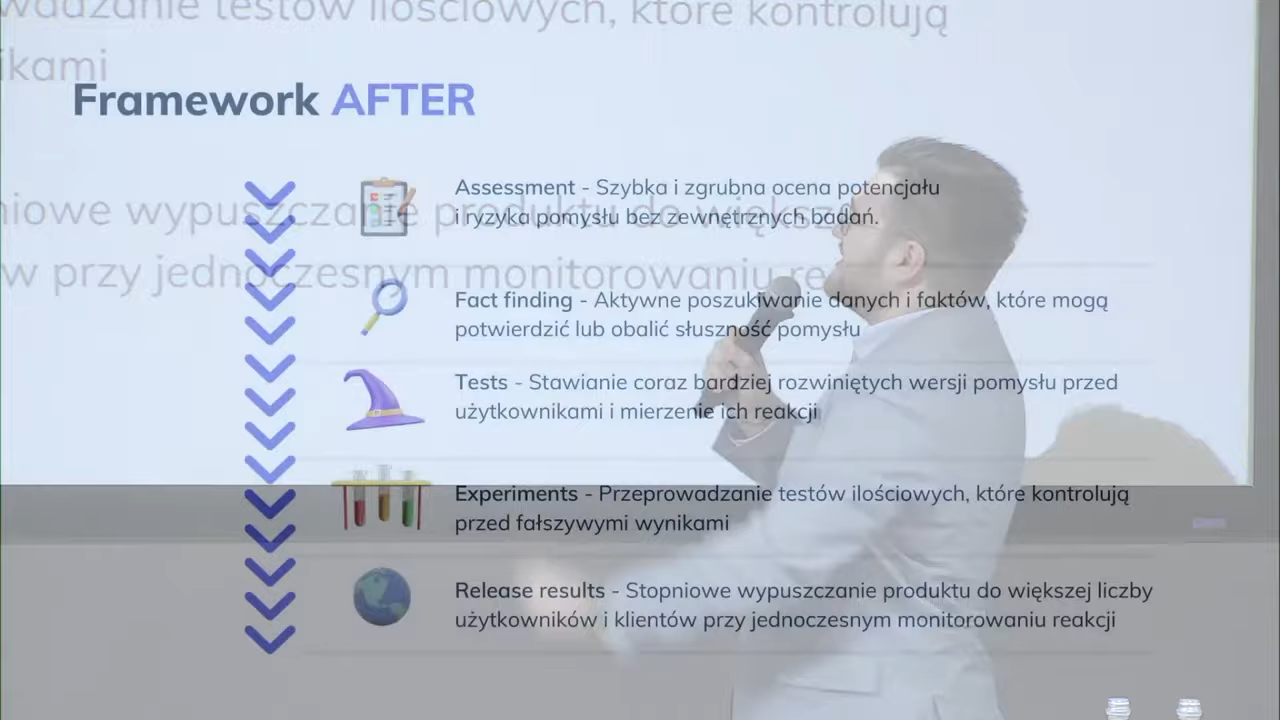 wadzanie testów ilościowych, które kontrolują
ikami
Framework AFTER
Assessment - Szybka i zgrubna ocena potencjału
i ryzyka pomysłu bez zewnętrznych badań.
niowe wypuszczanie produktu do większej
w przy jednoczesnym monitorowaniu re
Fact finding - Aktywne poszukiwanie danych i faktów, które mogą
potwierdzić lub obalić słuszność pomysłu
Tests - Stawianie coraz bardziej rozwiniętych wersji pomysłu przed
użytkownikami i mierzenie ich reakcji
Experiments - Przeprowadzanie testów ilościowych, które kontrolują
przed fałszywymi wynikami
Release results - Stopniowe wypuszczanie produktu do większej liczby
użytkowników i klientów przy jednoczesnym monitorowaniu reakcji